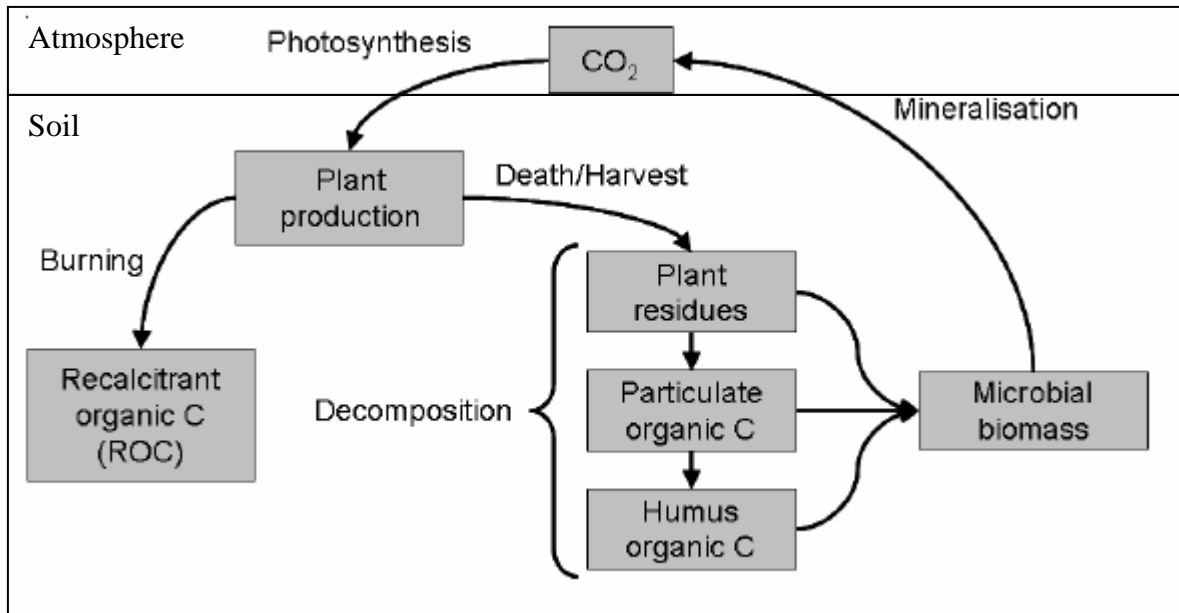 Atmosphere
Photosynthesis
CO₂
Mineralisation
Soil
Plant
production
Death/Harvest
Burning
Plant
residues
Recalcitrant
organic C
(ROC)
Decomposition
Particulate
organic C
Microbial
biomass
Humus
organic C